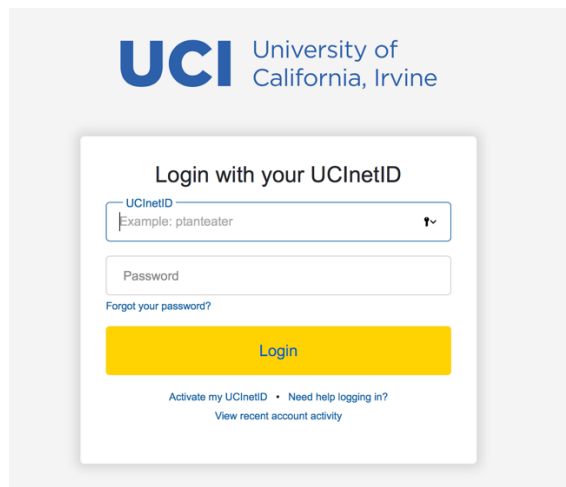 UCI University of
California, Irvine
Login with your UCInetID
UCInetID
Example: ptanteater
Password
Forgot your password?
Login
Activate my UCInetID • Need help logging in?
View recent account activity